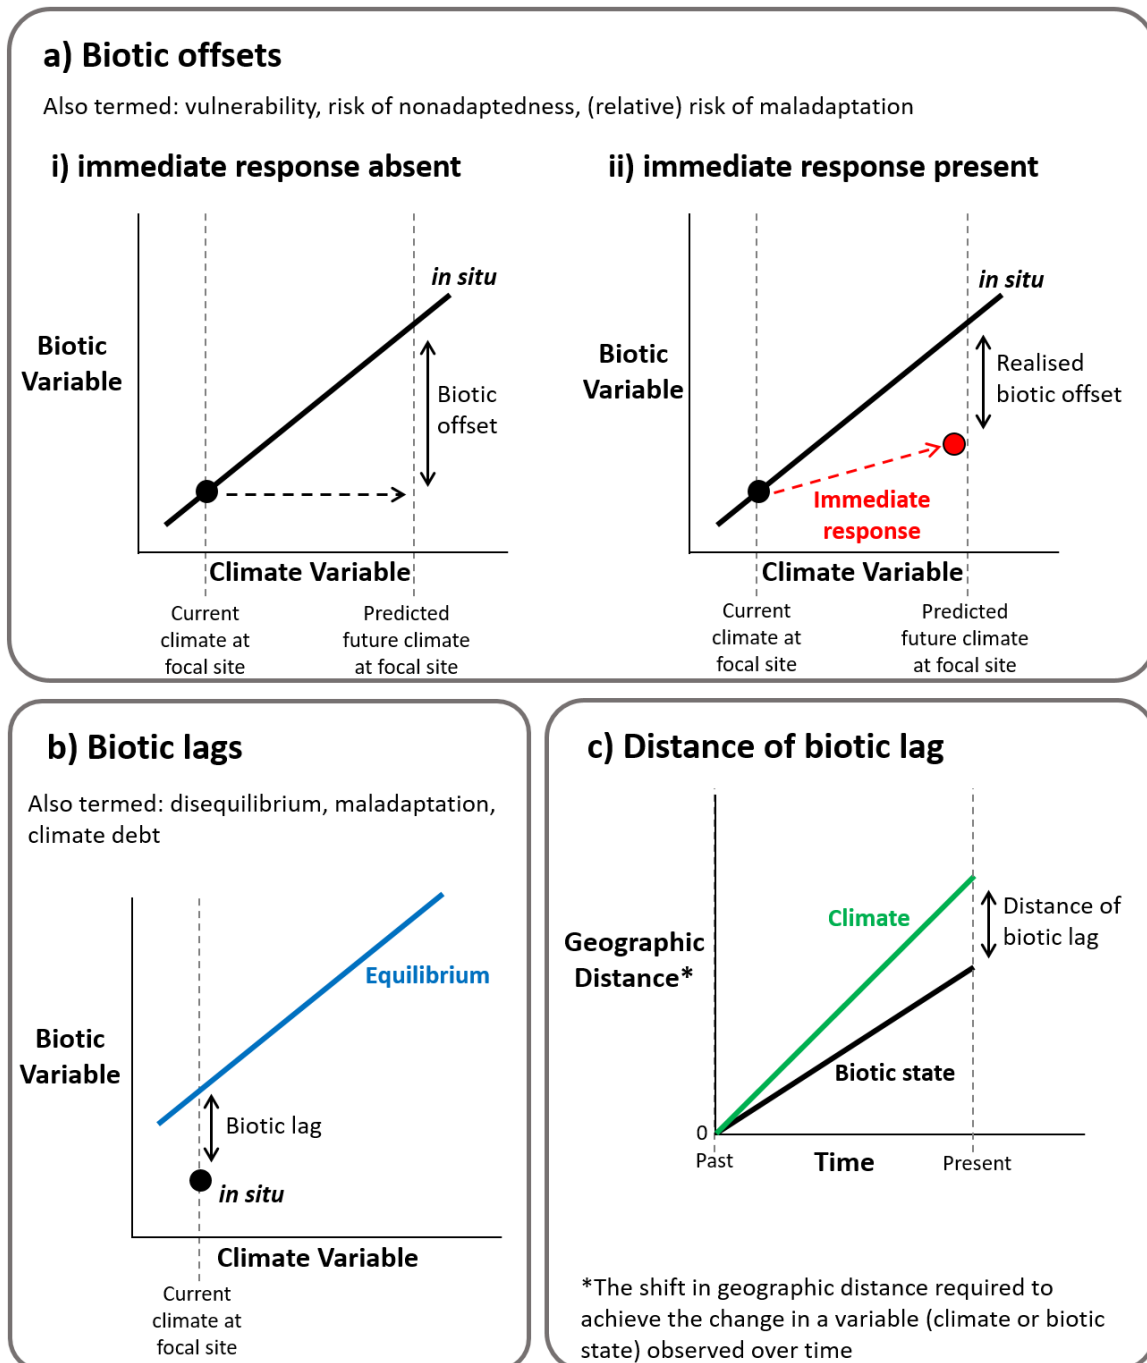 a) Biotic offsets
Also termed: vulnerability, risk of nonadaptedness, (relative) risk of maladaptation
i) immediate response absent
in situ
Biotic
Variable
Biotic
offset
Climate Variable
Current
climate at
focal site
Predicted
future climate
at focal site
ii) immediate response present
in situ
Biotic
Variable
Realised
biotic offset
Immediate
response
Climate Variable
Current
climate at
focal site
Predicted
future climate
at focal site
b) Biotic lags
Also termed: disequilibrium, maladaptation,
climate debt
Equilibrium
Biotic
Variable
Biotic lag
in situ
Climate Variable
Current
climate at
focal site
c) Distance of biotic lag
Climate
Distance of
biotic lag
Geographic
Distance*
Biotic state
0
Past
Time
Present
*The shift in geographic distance required to
achieve the change in a variable (climate or biotic
state) observed over time